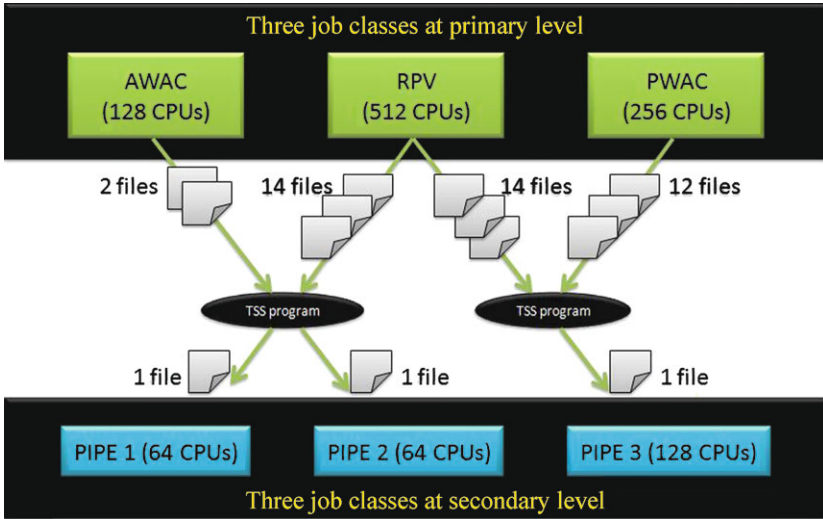 Three job classes at primary level
AWAC
(128 CPUs)
RPV
(512 CPUs)
PWAC
(256 CPUs)
2 files
14 files
14 files
12 files
TSS program
TSS program
1 file
1 file
1 file
PIPE 1 (64 CPUs)
PIPE 2 (64 CPUs)
PIPE 3 (128 CPUs)
Three job classes at secondary level